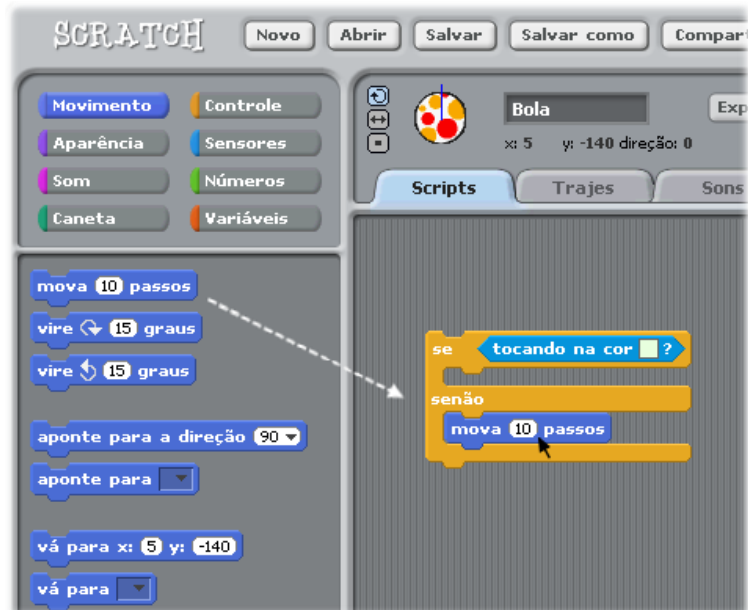 SCRATCH Novo Abrir Salvar Salvar como
Movimento Controle
Aparência Sensores
Som Números
Caneta Variáveis
Bola
x: 5 y: -140 direção: 0
Scripts Trajes Sons
mova 10 passos
vire 15 graus
vire 15 graus
aponte para a direção 90
aponte para
vá para x: 5 y: -140
vá para
se tocando na cor ?
senão
mova 10 passos